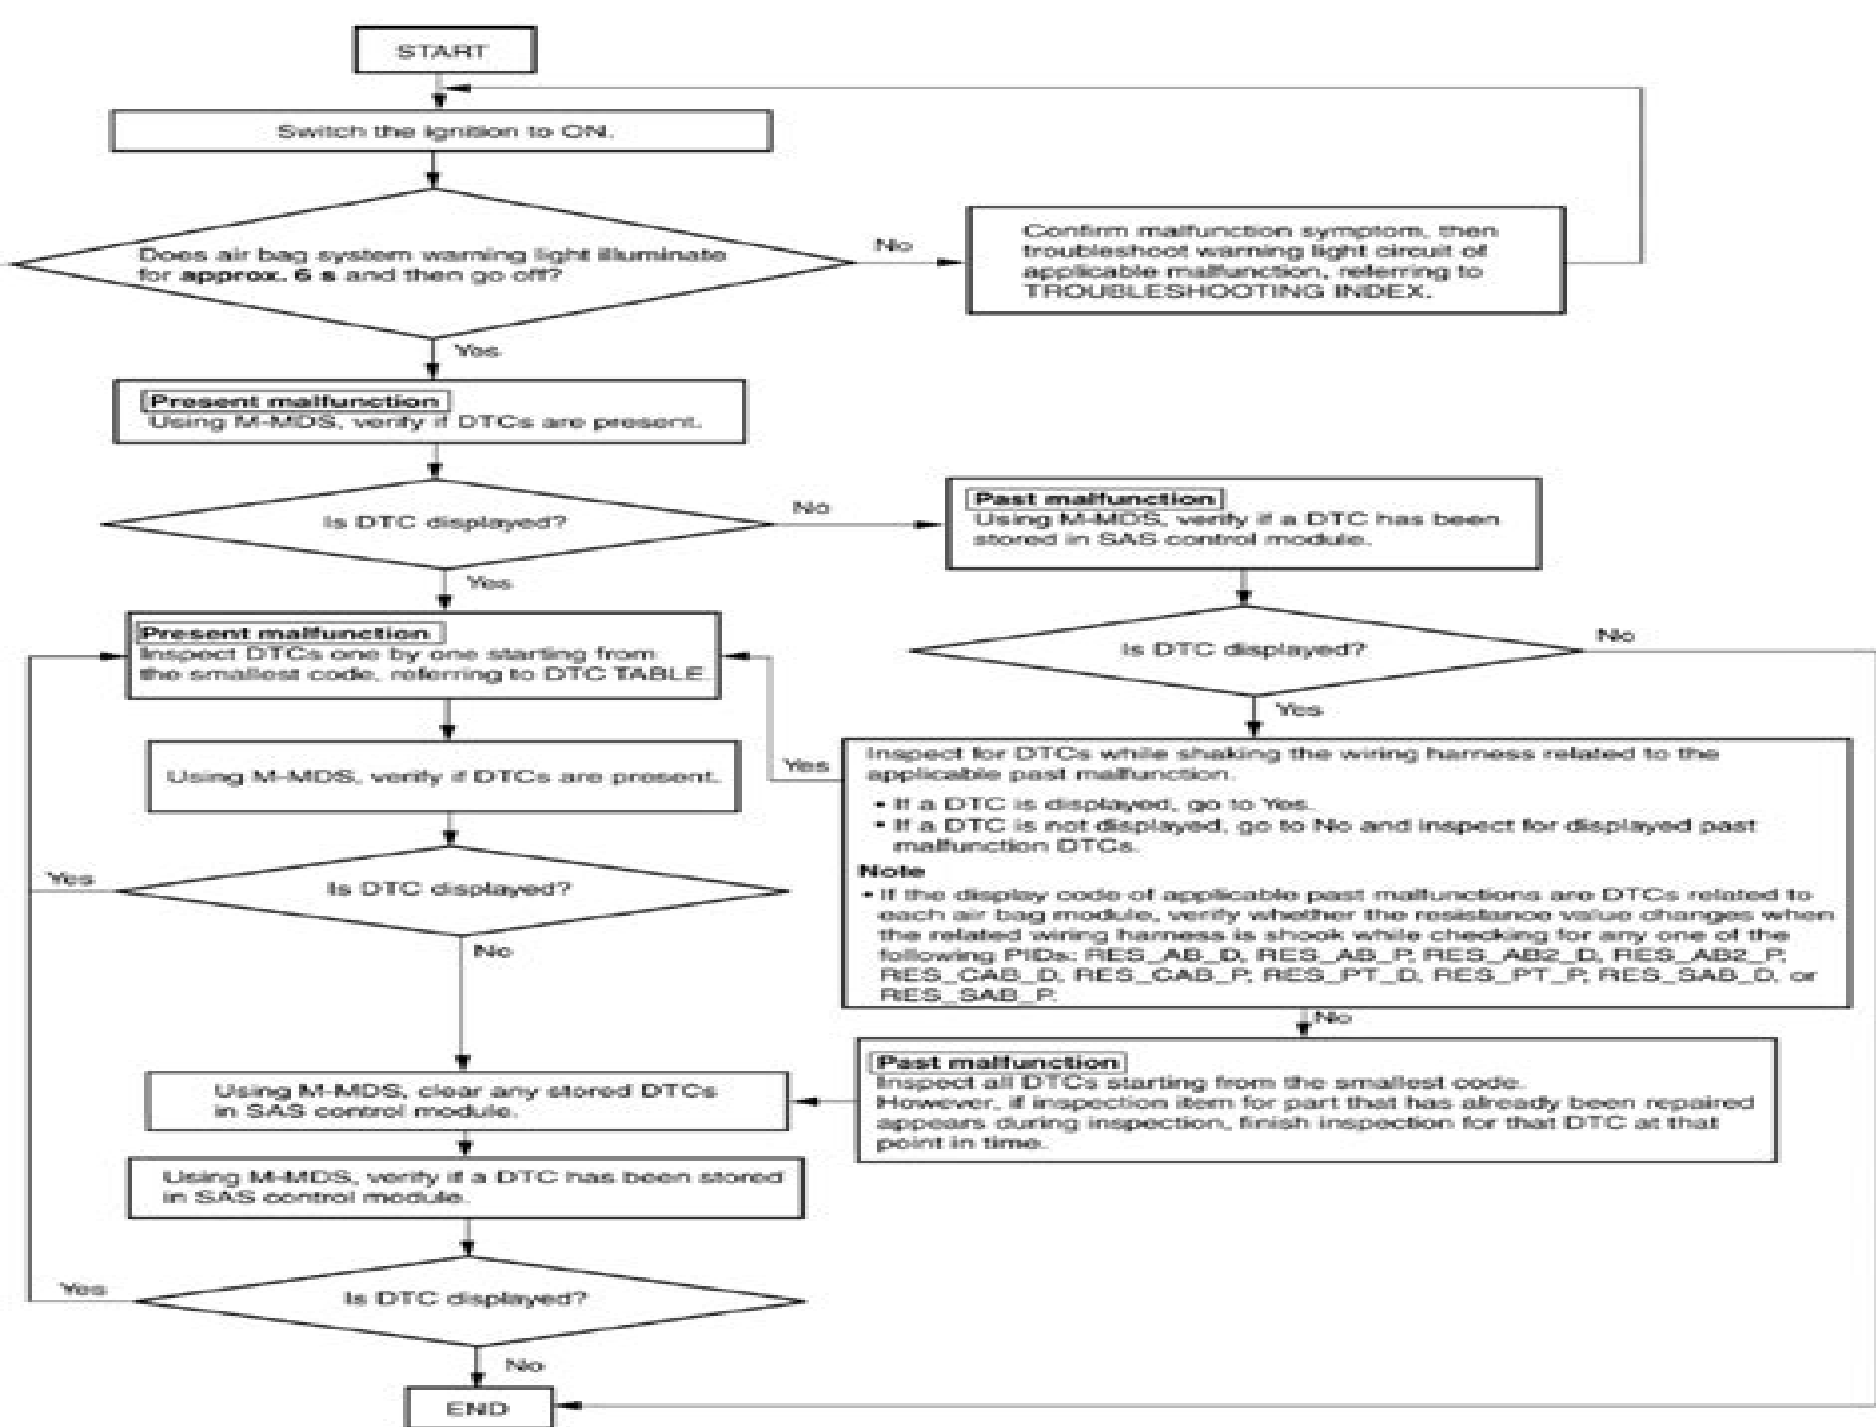 START
Switch the ignition to ON.
Does air bag system warning light illuminate
for approx. 6 s and then go off?
No
Confirm malfunction symptom, then
troubleshoot warning light circuit of
applicable malfunction, referring to
TROUBLESHOOTING INDEX.
Yes
Present malfunction
Using M-MDS, verify if DTCs are present.
Is DTC displayed?
No
Past malfunction
Using M-MDS, verify if a DTC has been
stored in SAS control module.
Yes
Is DTC displayed?
No
Present malfunction
Inspect DTCs one by one starting from
the smallest code, referring to DTC TABLE.
Yes
Using M-MDS, verify if DTCs are present.
Yes
Inspect for DTCs while shaking the wiring harness related to the
applicable past malfunction.
• If a DTC is displayed, go to Yes.
• If a DTC is not displayed, go to No and inspect for displayed past
malfunction DTCs.
Note
• If the display code of applicable past malfunctions are DTCs related to
each air bag module, verify whether the resistance value changes when
the related wiring harness is shook while checking for any one of the
following PIDs: RES_AB_D, RES_AB_P, RES_AB2_D, RES_AB2_P,
RES_CAB_D, RES_CAB_P, RES_PT_D, RES_PT_P, RES_SAB_D, or
RES_SAB_P.
Yes
Is DTC displayed?
No
No
Past malfunction
Inspect all DTCs starting from the smallest code.
However, if inspection item for part that has already been repaired
appears during inspection, finish inspection for that DTC at that
point in time.
Using M-MDS, clear any stored DTCs
in SAS control module.
Using M-MDS, verify if a DTC has been stored
in SAS control module.
Yes
Is DTC displayed?
No
END